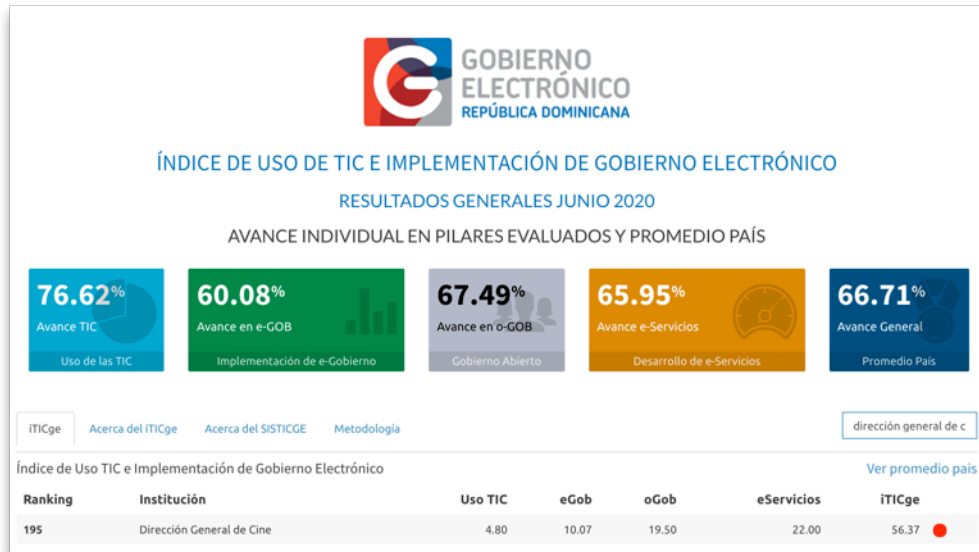 GOBIERNO
ELECTRÓNICO
REPÚBLICA DOMINICANA
ÍNDICE DE USO DE TIC E IMPLEMENTACIÓN DE GOBIERNO ELECTRÓNICO
RESULTADOS GENERALES JUNIO 2020
AVANCE INDIVIDUAL EN PILARES EVALUADOS Y PROMEDIO PAÍS
76.62%
Avance TIC
Uso de las TIC
60.08%
Avance en e-GOB
Implementación de e-Gobierno
67.49%
Avance en o-GOB
Gobierno Abierto
65.95%
Avance e-Servicios
Desarrollo de e-Servicios
66.71%
Avance General
Promedio País
iTICge Acerca del iTICge Acerca del SISTICGE Metodología dirección general de c
Índice de Uso TIC e Implementación de Gobierno Electrónico Ver promedio pais
Ranking Institución Uso TIC eGob oGob eServicios iTICge
195 Dirección General de Cine 4.80 10.07 19.50 22.00 56.37